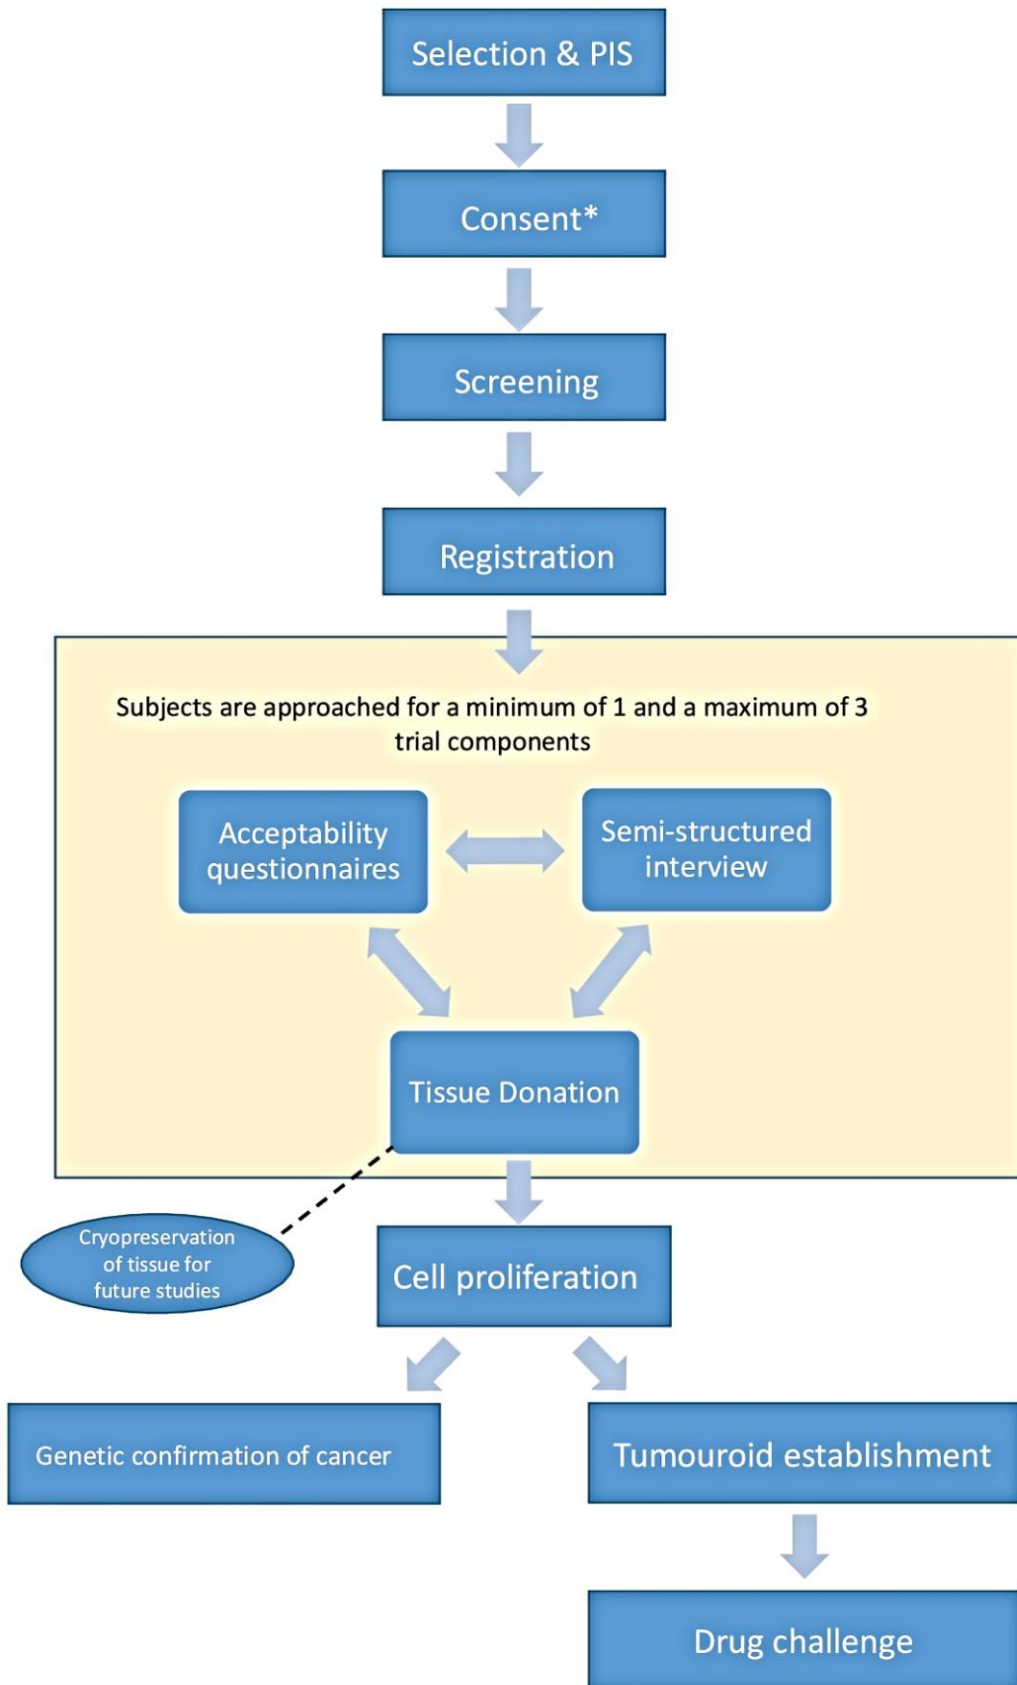 Selection & PIS
Consent*
Screening
Registration
Subjects are approached for a minimum of 1 and a maximum of 3
trial components
Acceptability
questionnaires
Semi-structured
interview
Tissue Donation
Cryopreservation
of tissue for
future studies
Cell proliferation
Genetic confirmation of cancer
Tumouroid establishment
Drug challenge